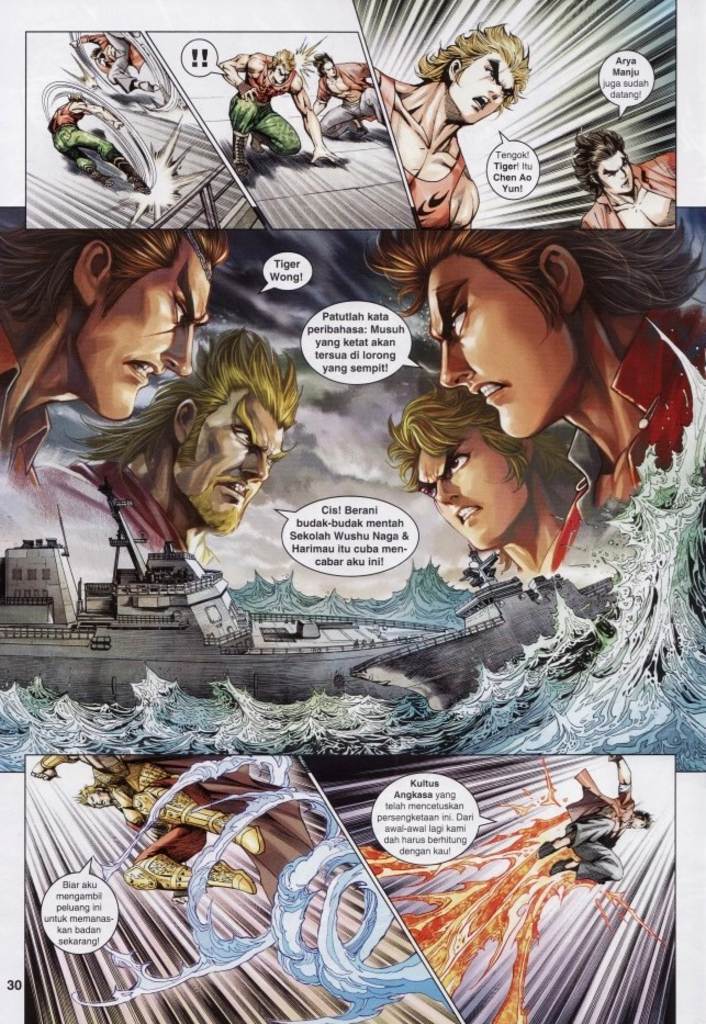 !!
Tengok!
Tiger! Itu
Chen Ao
Yun!
Arya
Manju
juga sudah
datang!
Tiger
Wong!
Patutlah kata
peribahasa: Musuh
yang ketat akan
tersua di lorong
yang sempit!
Cis! Berani
budak-budak mentah
Sekolah Wushu Naga &
Harimau itu cuba men-
cabar aku ini!
Biar aku
mengambil
peluang ini
untuk memanas-
kan badan
sekarang!
Kultus
Angkasa yang
telah mencetuskan
persengketaan ini. Dari
awal-awal lagi kami
dah harus berhitung
dengan kau!
30